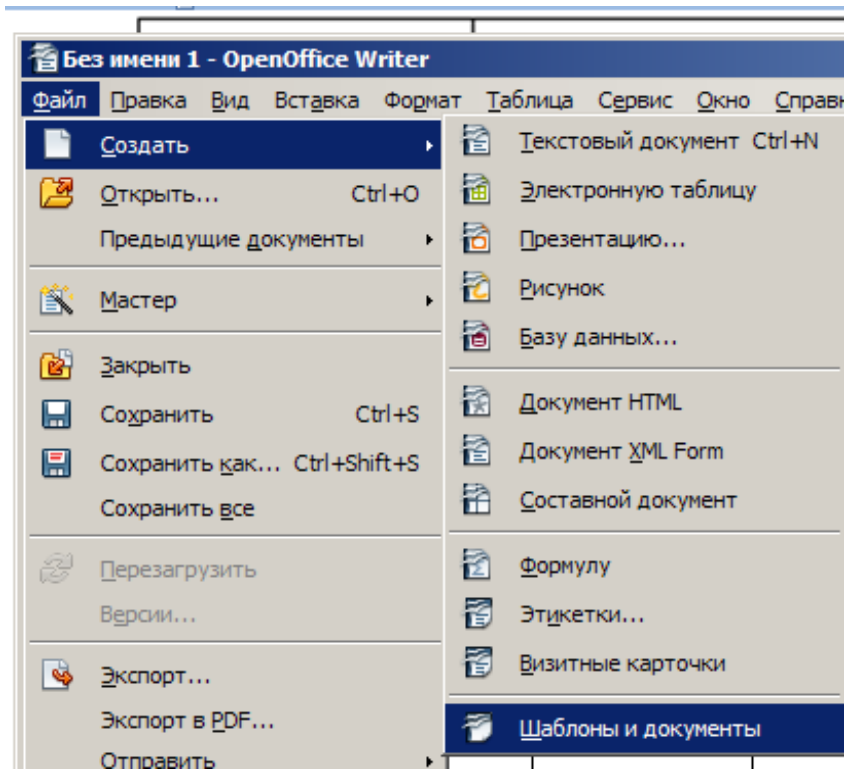 Без имени 1 - OpenOffice Writer
Файл Правка Вид Вставка Формат Таблица Сервис Окно Справ
Создать
Открыть... Ctrl+O
Предыдущие документы
Мастер
Закрыть
Сохранить Ctrl+S
Сохранить как... Ctrl+Shift+S
Сохранить все
Перезагрузить
Версии...
Экспорт...
Экспорт в PDF...
Отправить
Текстовый документ Ctrl+N
Электронную таблицу
Презентацию...
Рисунок
Базу данных...
Документ HTML
Документ XML Form
Составной документ
Формулу
Этикетки...
Визитные карточки
Шаблоны и документы